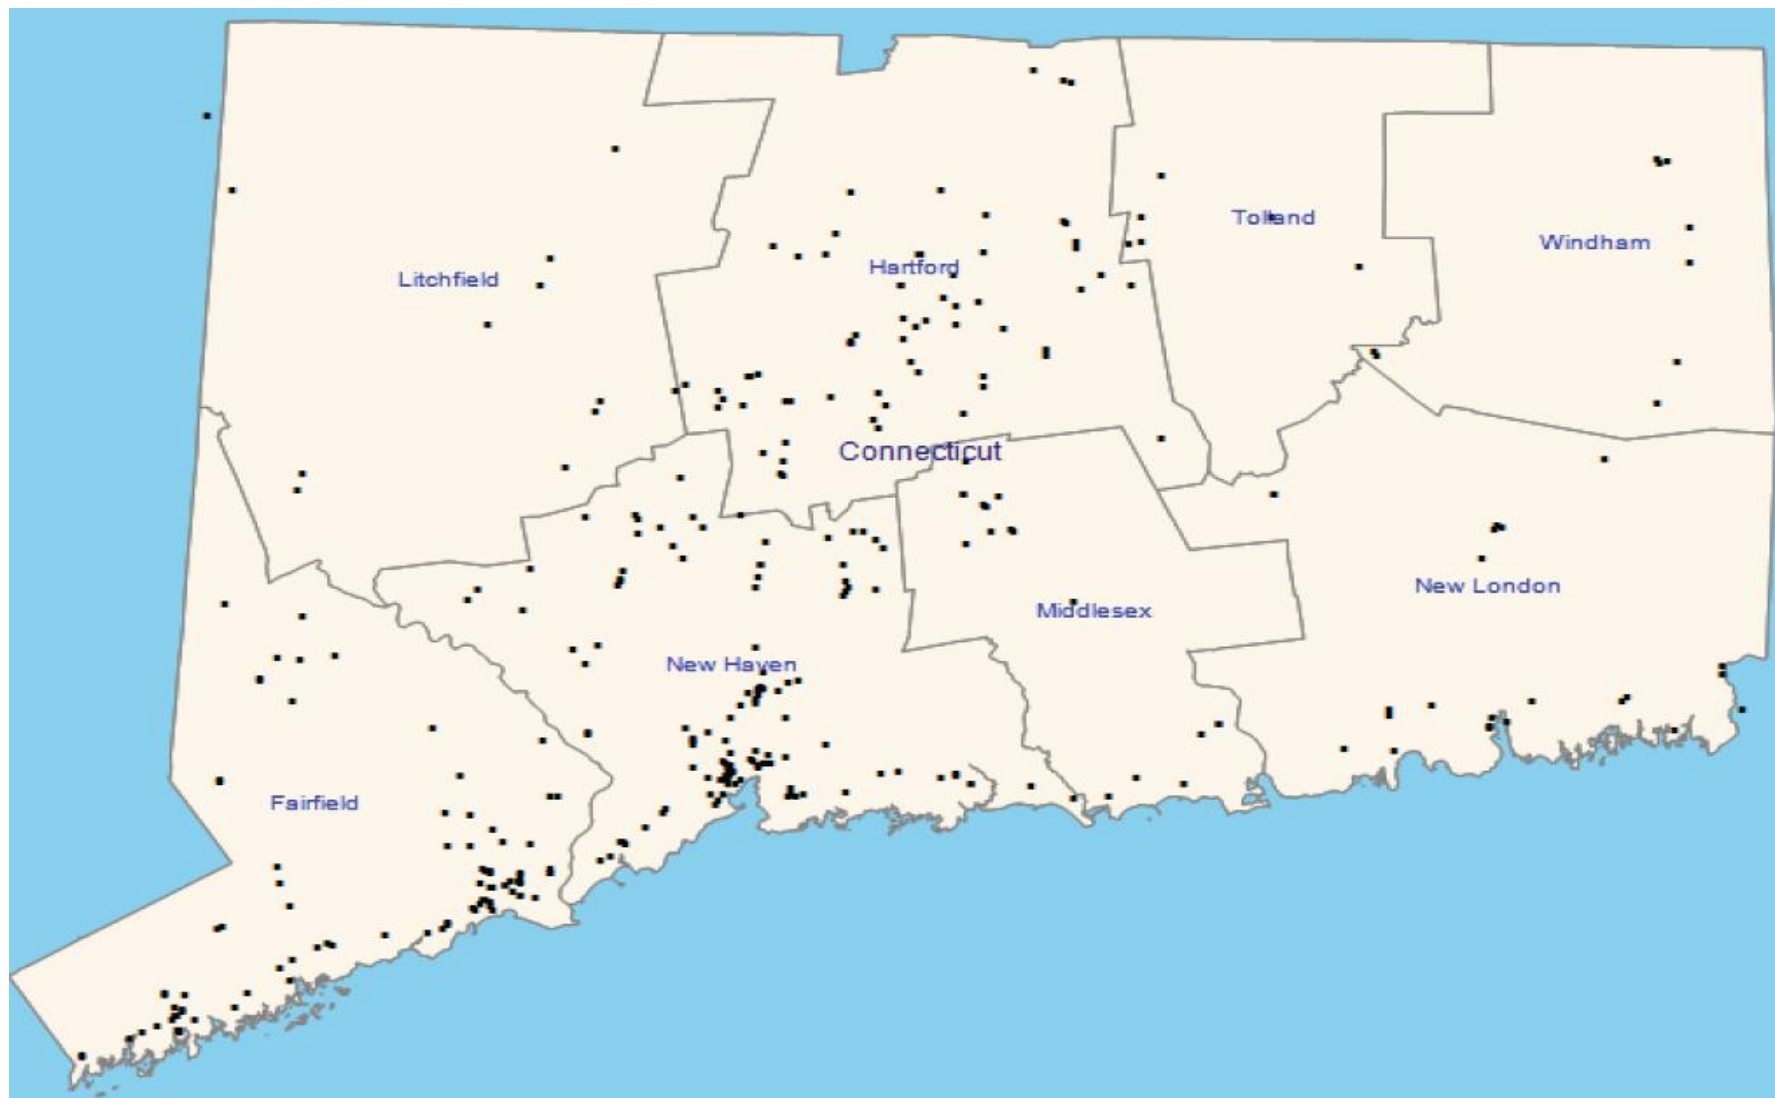 Tolland
Windham
Hartford
Litchfield
Connecticut
New London
Middlesex
New Haven
Fairfield